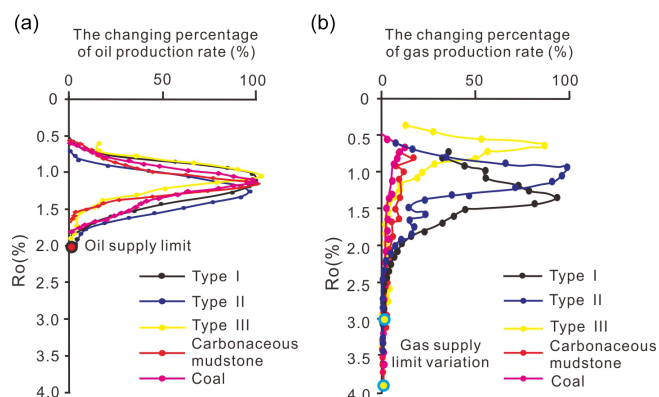 (a)
The changing percentage
of oil production rate (%)
0 50 100
0
0.5
1.0
1.5
2.0
2.5
3.0
3.5
4.0
Ro(%)
Oil supply limit
Type I
Type II
Type III
Carbonaceous
mudstone
Coal
(b)
The changing percentage
of gas production rate (%)
0 50 100
0
0.5
1.0
1.5
2.0
2.5
3.0
3.5
4.0
Ro(%)
Gas supply
limit variation
Type I
Type II
Type III
Carbonaceous
mudstone
Coal